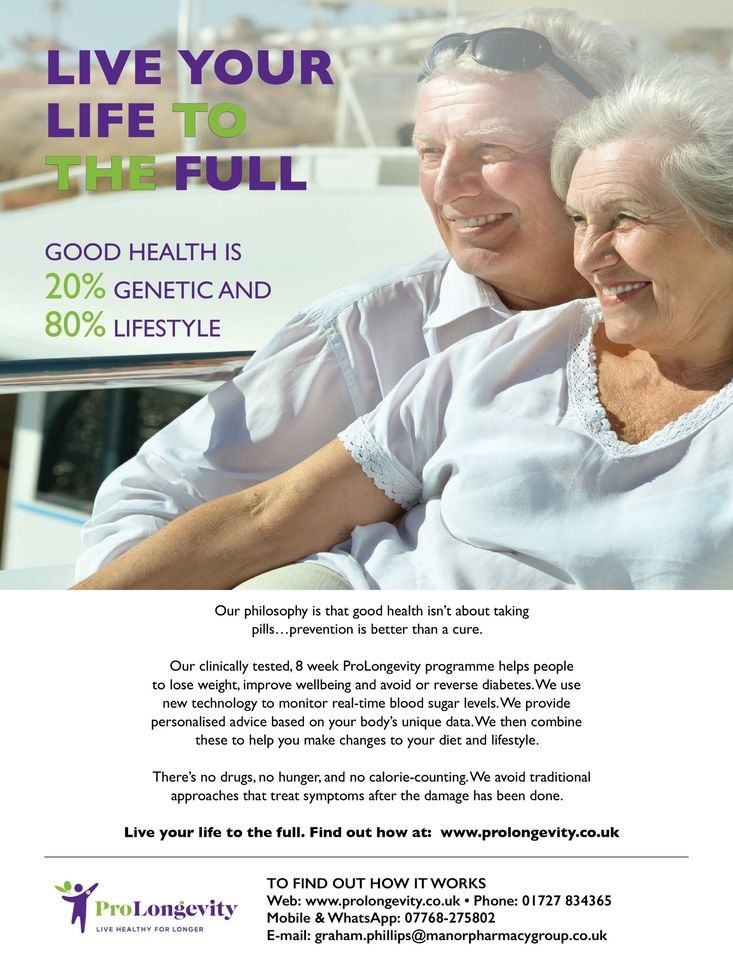 LIVE YOUR
LIFE TO
THE FULL
GOOD HEALTH IS
20% GENETIC AND
80% LIFESTYLE
Our philosophy is that good health isn't about taking
pills…prevention is better than a cure.
Our clinically tested, 8 week ProLongevity programme helps people
to lose weight, improve wellbeing and avoid or reverse diabetes. We use
new technology to monitor real-time blood sugar levels. We provide
personalised advice based on your body's unique data. We then combine
these to help you make changes to your diet and lifestyle.
There's no drugs, no hunger, and no calorie-counting. We avoid traditional
approaches that treat symptoms after the damage has been done.
Live your life to the full. Find out how at: www.prolongevity.co.uk
ProLongevity
LIVE HEALTHY FOR LONGER
TO FIND OUT HOW IT WORKS
Web: www.prolongevity.co.uk • Phone: 01727 834365
Mobile & WhatsApp: 07768-275802
E-mail: graham.phillips@manorpharmacygroup.co.uk